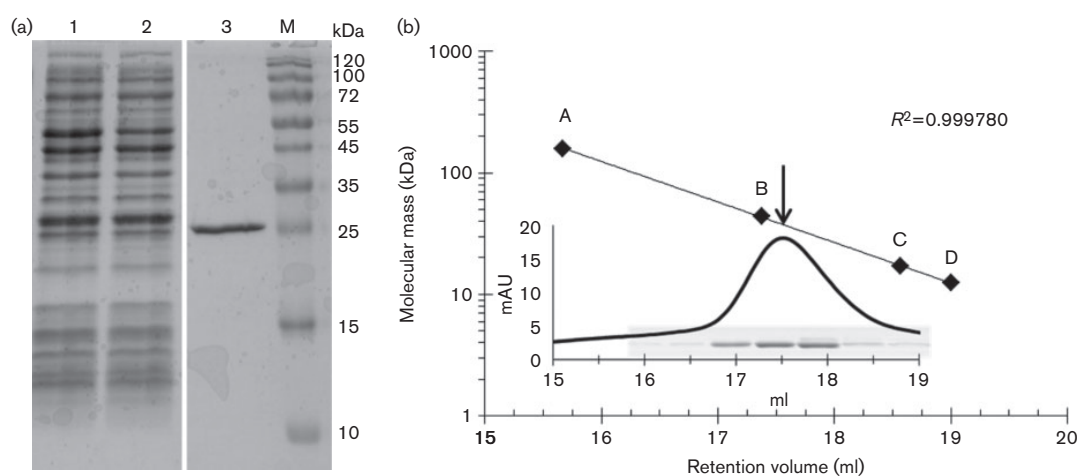 (a)
1 2 3 M kDa
120
100
72
55
45
35
25
15
10
(b)
1000
100
10
1
Molecular mass (kDa)
A
B
C
D
R²=0.999780
20
15
10
5
0
mAU
15 16 17 18 19
ml
15 16 17 18 19 20
Retention volume (ml)